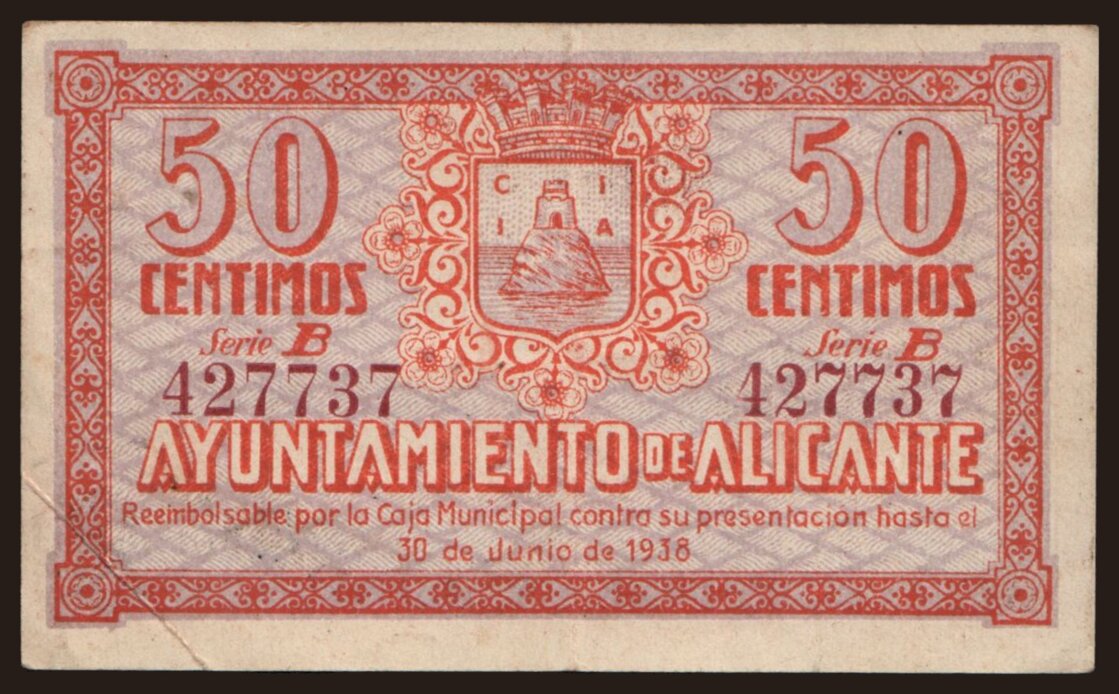 50 50
CENTIMOS CENTIMOS
C I
I A
Serie B Serie B
427737 427737
AYUNTAMIENTO DE ALICANTE
Reembolsable por la Caja Municipal contra su presentación hasta el
30 de Junio de 1938